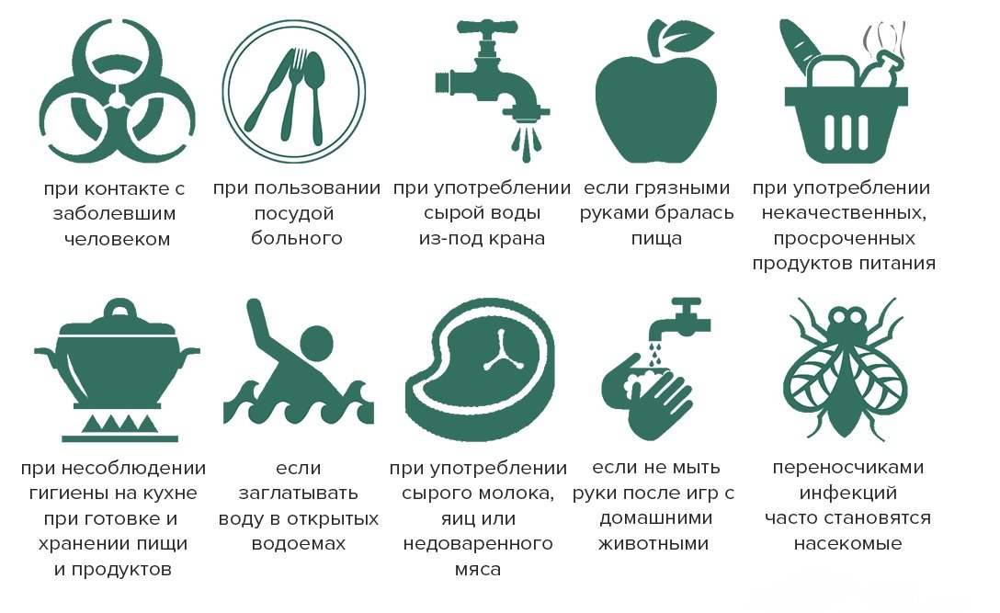 при контакте с
заболевшим
человеком
при пользовании
посудой
больного
при употреблении
сырой воды
из-под крана
если грязными
руками бралась
пища
при употреблении
некачественных,
просроченных
продуктов питания
при несоблюдении
гигиены на кухне
при готовке и
хранении пищи
и продуктов
если
заглатывать
воду в открытых
водоемах
при употреблении
сырого молока,
яиц или
недоваренного
мяса
если не мыть
руки после игр с
домашними
животными
переносчиками
инфекций
часто становятся
насекомые